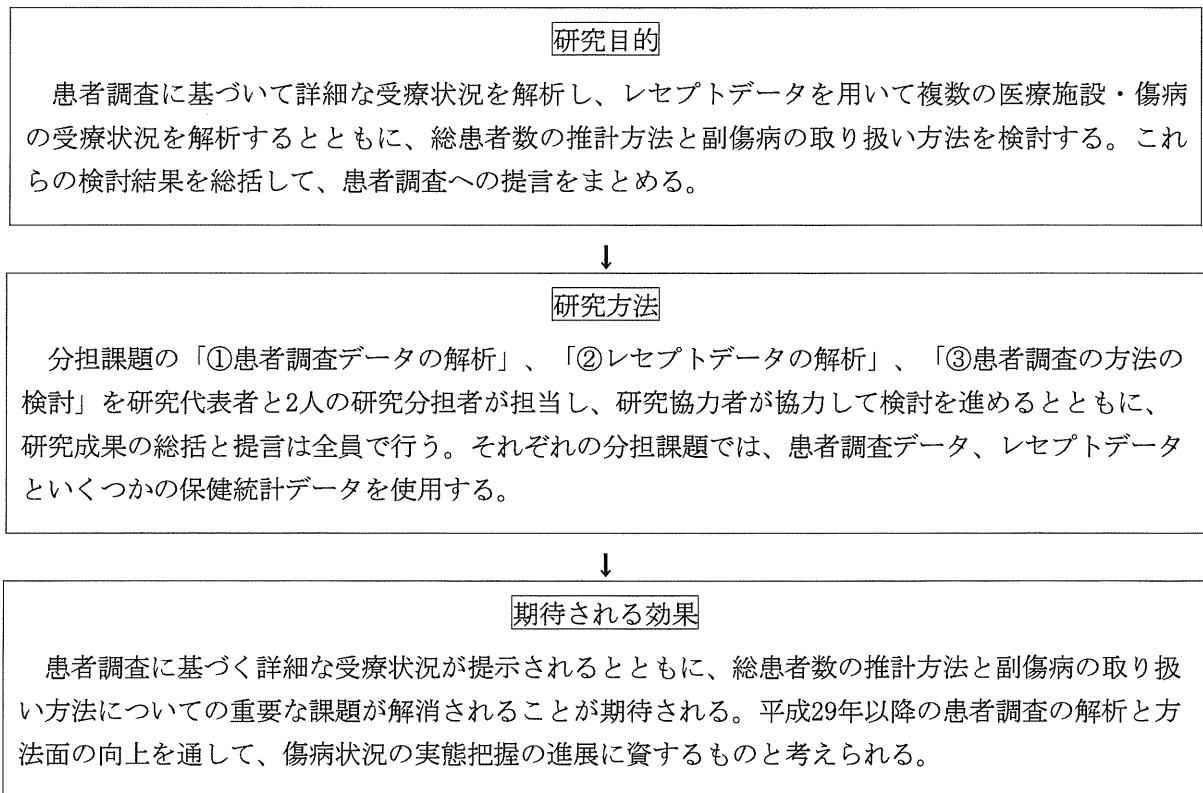 研究目的
患者調査に基づいて詳細な受療状況を解析し、レセプトデータを用いて複数の医療施設・傷病
の受療状況を解析するとともに、総患者数の推計方法と副傷病の取り扱い方法を検討する。これ
らの検討結果を総括して、患者調査への提言をまとめる。
↓
研究方法
分担課題の「①患者調査データの解析」、「②レセプトデータの解析」、「③患者調査の方法の
検討」を研究代表者と2人の研究分担者が担当し、研究協力者が協力して検討を進めるとともに、
研究成果の総括と提言は全員で行う。それぞれの分担課題では、患者調査データ、レセプトデータ
といくつかの保健統計データを使用する。
↓
期待される効果
患者調査に基づく詳細な受療状況が提示されるとともに、総患者数の推計方法と副傷病の取り扱
い方法についての重要な課題が解消されることが期待される。平成29年以降の患者調査の解析と方
法面の向上を通して、傷病状況の実態把握の進展に資するものと考えられる。